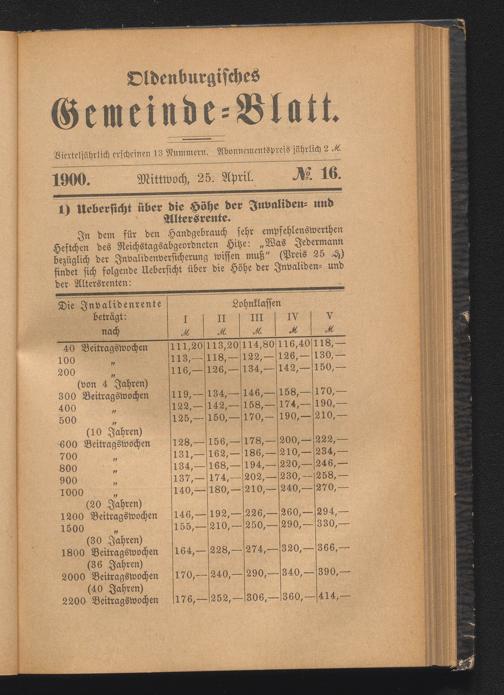 Oldenburgisches
Gemeinde-Blatt.
Vierteljährlich erscheinen 13 Nummern. Abonnementspreis jährlich 2 ℳ
1900. Mittwoch, 25. April. № 16.
1) Uebersicht über die Höhe der Invaliden- und
Altersrente.
In dem für den Handgebrauch sehr empfehlenswerthen
Heftchen des Reichstagsabgeordneten Hitze: „Was Jedermann
bezüglich der Invalidenversicherung wissen muß“ (Preis 25 ₰)
findet sich folgende Uebersicht über die Höhe der Invaliden- und
der Altersrenten:
Die Invalidenrente Lohnklassen
beträgt: I II III IV V
nach ℳ ℳ ℳ ℳ ℳ
40 Beitragswochen 111,20 113,20 114,80 116,40 118,—
100 „ 113,— 118,— 122,— 126,— 130,—
200 „ 116,— 126,— 134,— 142,— 150,—
(von 4 Jahren)
300 Beitragswochen 119,— 134,— 146,— 158,— 170,—
400 „ 122,— 142,— 158,— 174,— 190,—
500 „ 125,— 150,— 170,— 190,— 210,—
(10 Jahren)
600 Beitragswochen 128,— 156,— 178,— 200,— 222,—
700 „ 131,— 162,— 186,— 210,— 234,—
800 „ 134,— 168,— 194,— 220,— 246,—
900 „ 137,— 174,— 202,— 230,— 258,—
1000 „ 140,— 180,— 210,— 240,— 270,—
(20 Jahren)
1200 Beitragswochen 146,— 192,— 226,— 260,— 294,—
1500 „ 155,— 210,— 250,— 290,— 330,—
(30 Jahren)
1800 Beitragswochen 164,— 228,— 274,— 320,— 366,—
(36 Jahren)
2000 Beitragswochen 170,— 240,— 290,— 340,— 390,—
(40 Jahren)
2200 Beitragswochen 176,— 252,— 306,— 360,— 414,—